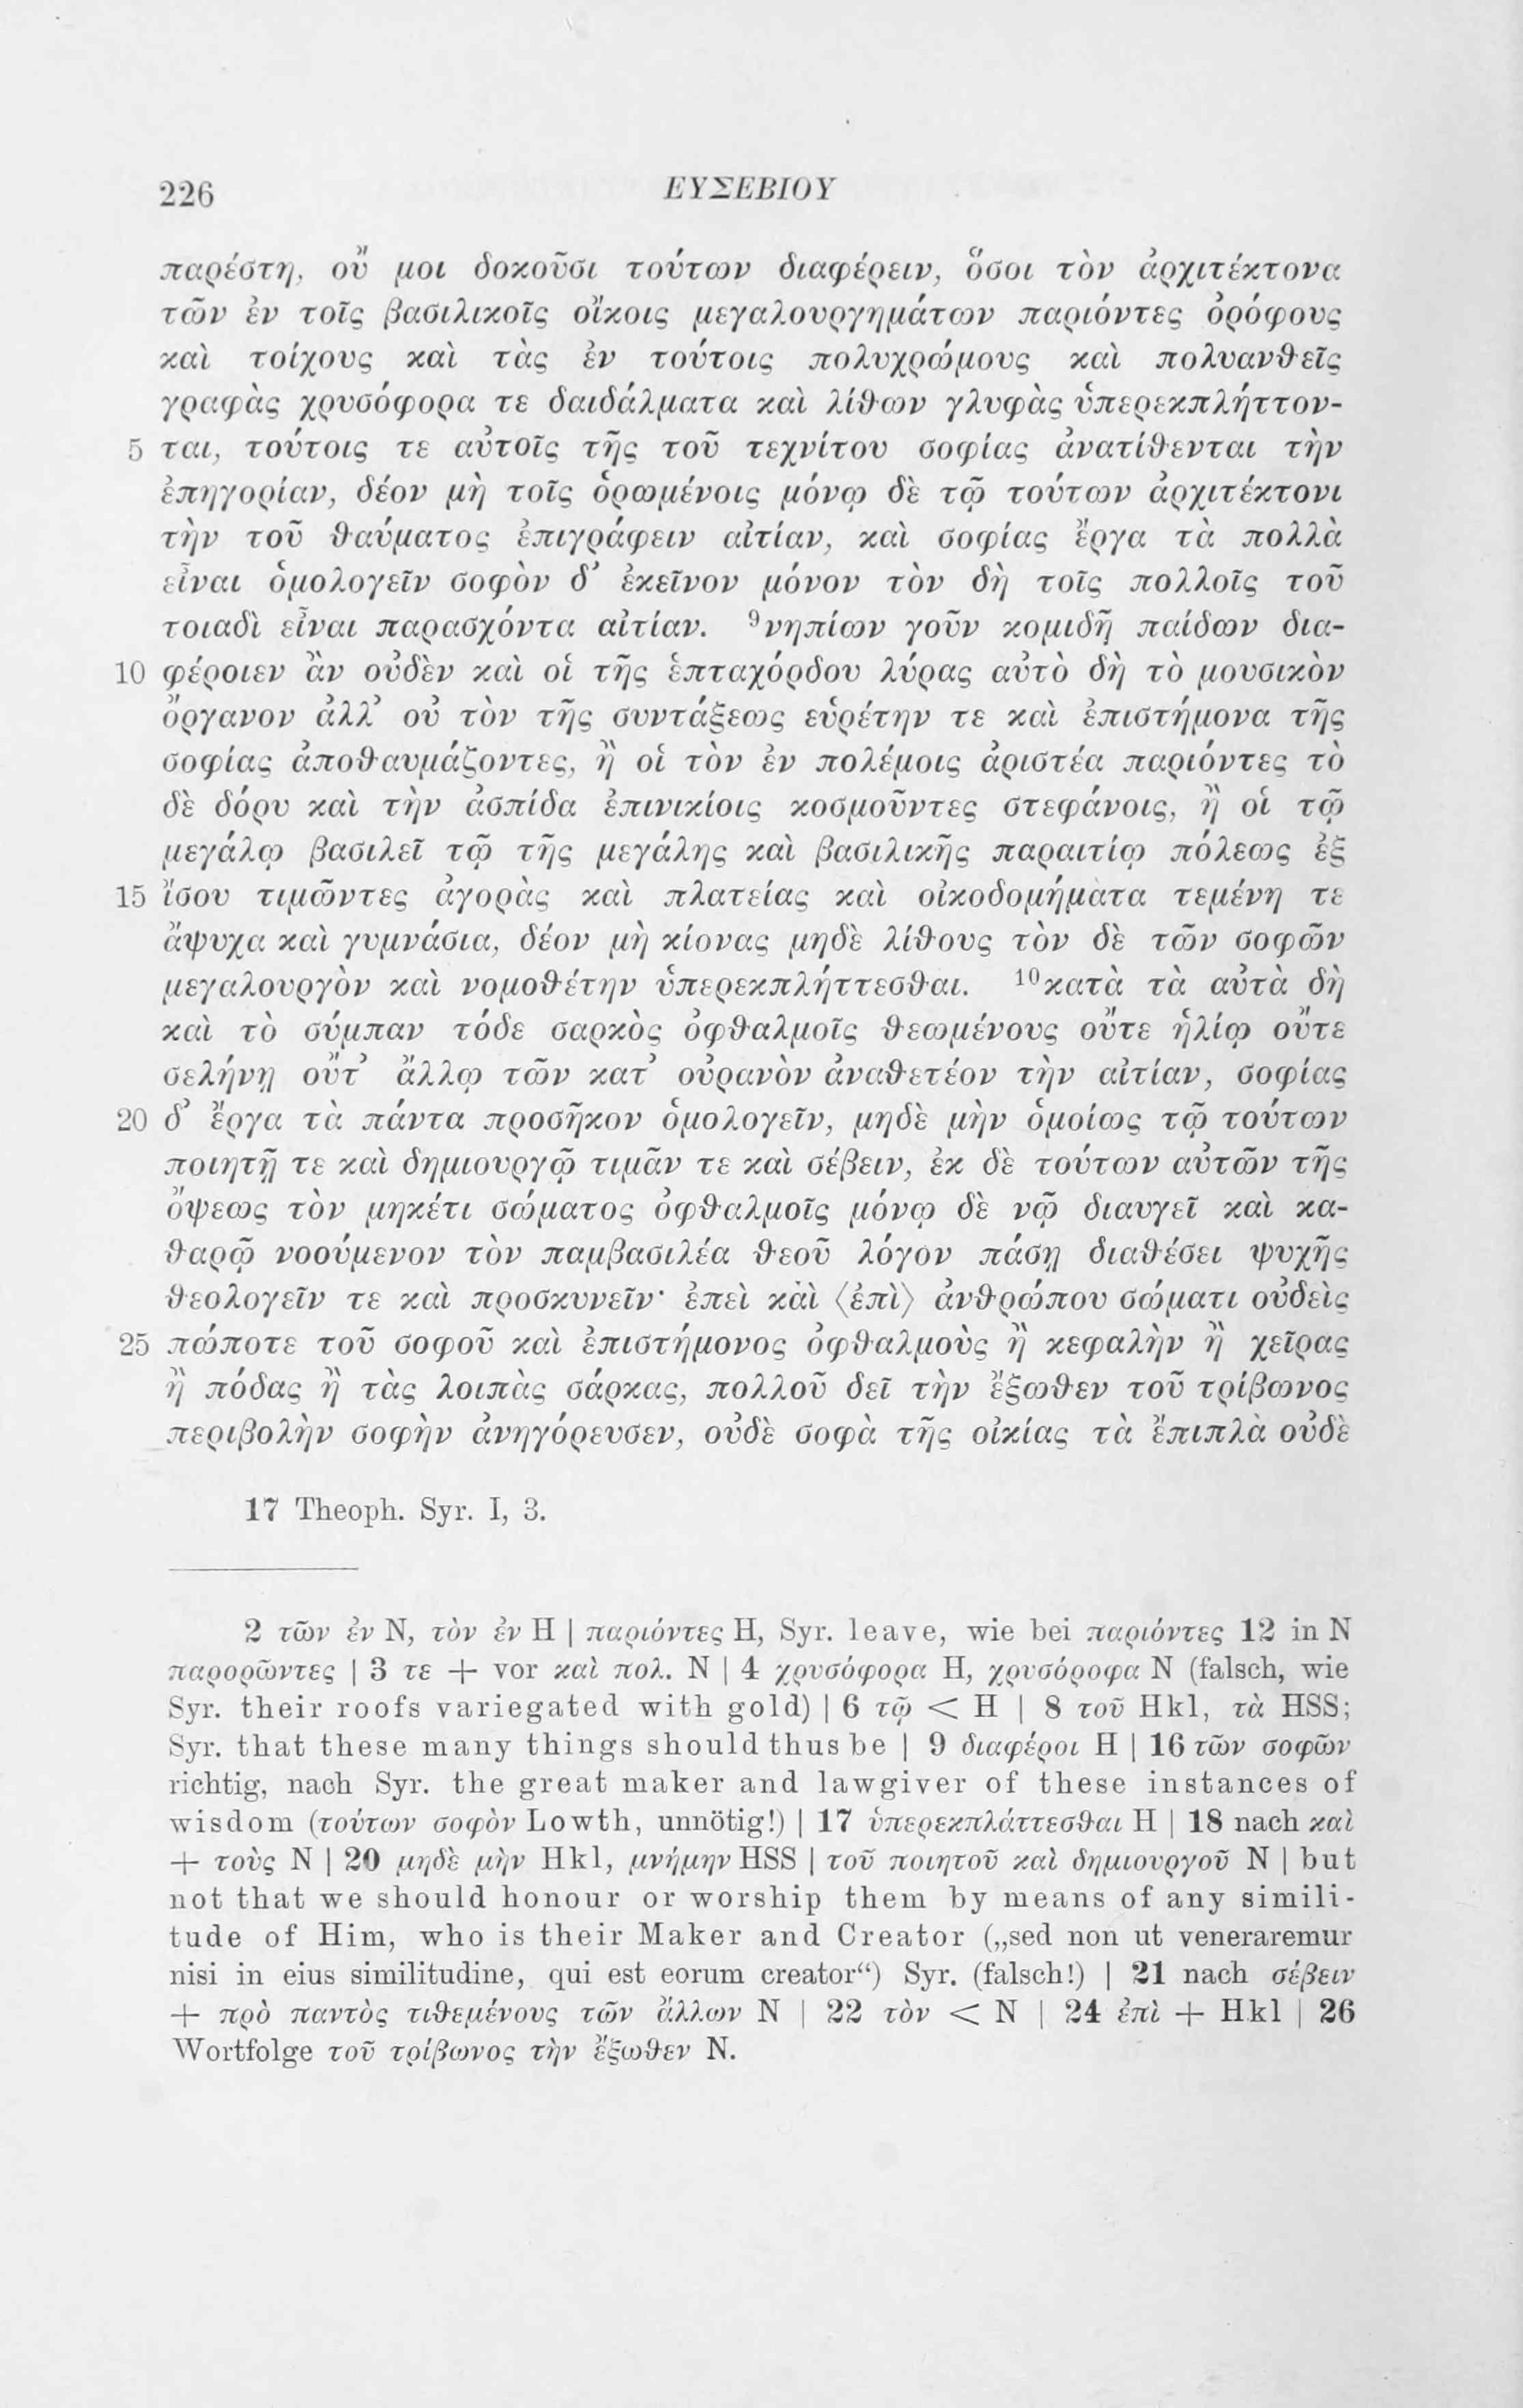 226
ΕΥΣΕΒΙΟΥ
παρέστη, οὔ μοι δοκοῦσι τούτων διαφέρειν, ὅσοι τὸν ἀρχιτέκτονα
τῶν ἐν τοῖς βασιλικοῖς οἴκοις μεγαλουργημάτων παριόντες ὀρόφους
καὶ τοίχους καὶ τὰς ἐν τούτοις πολυχρώμους καὶ πολυανθεῖς
γραφὰς χρυσόφορα τε δαιδάλματα καὶ λίθων γλυφὰς ὑπερεκπλήττον-
5 ται, τούτοις τε αὐτοῖς τῆς τοῦ τεχνίτου σοφίας ἀνατίθενται τὴν
ἐπηγορίαν, δέον μὴ τοῖς ὁρωμένοις μόνῳ δὲ τῷ τούτων ἀρχιτέκτονι
τὴν τοῦ θαύματος ἐπιγράφειν αἰτίαν, καὶ σοφίας ἔργα τὰ πολλὰ
εἶναι ὁμολογεῖν σοφὸν δ᾽ ἐκεῖνον μόνον τὸν δὴ τοῖς πολλοῖς τοῦ
τοιαδὶ εἶναι παρασχόντα αἰτίαν. ⁹νηπίων γοῦν κομιδῇ παίδων δια-
10 φέροιεν ἂν οὐδὲν καὶ οἱ τῆς ἑπταχόρδου λύρας αὐτὸ δὴ τὸ μουσικὸν
ὄργανον ἀλλ᾽ οὐ τὸν τῆς συντάξεως εὑρέτην τε καὶ ἐπιστήμονα τῆς
σοφίας ἀποθαυμάζοντες, ἢ οἱ τὸν ἐν πολέμοις ἀριστέα παριόντες τὸ
δὲ δόρυ καὶ τὴν ἀσπίδα ἐπινικίοις κοσμοῦντες στεφάνοις, ἢ οἱ τῷ
μεγάλῳ βασιλεῖ τῷ τῆς μεγάλης καὶ βασιλικῆς παραιτίῳ πόλεως ἐξ
15 ἴσου τιμῶντες ἀγορὰς καὶ πλατείας καὶ οἰκοδομήματα τεμένη τε
ἄψυχα καὶ γυμνάσια, δέον μὴ κίονας μηδὲ λίθους τὸν δὲ τῶν σοφῶν
μεγαλουργὸν καὶ νομοθέτην ὑπερεκπλήττεσθαι. ¹⁰κατὰ τὰ αὐτὰ δὴ
καὶ τὸ σύμπαν τόδε σαρκὸς ὀφθαλμοῖς θεωμένους οὔτε ἡλίῳ οὔτε
σελήνῃ οὔτ᾽ ἄλλῳ τῶν κατ᾽ οὐρανὸν ἀναθετέον τὴν αἰτίαν, σοφίας
20 δ᾽ ἔργα τὰ πάντα προσῆκον ὁμολογεῖν, μηδὲ μὴν ὁμοίως τῷ τούτων
ποιητῇ τε καὶ δημιουργῷ τιμᾶν τε καὶ σέβειν, ἐκ δὲ τούτων αὐτῶν τῆς
ὄψεως τὸν μηκέτι σώματος ὀφθαλμοῖς μόνῳ δὲ νῷ διαυγεῖ καὶ κα-
θαρῷ νοούμενον τὸν παμβασιλέα θεοῦ λόγον πάσῃ διαθέσει ψυχῆς
θεολογεῖν τε καὶ προσκυνεῖν· ἐπεὶ κἀὶ ⟨ἐπὶ⟩ ἀνθρώπου σώματι οὐδεὶς
25 πώποτε τοῦ σοφοῦ καὶ ἐπιστήμονος ὀφθαλμοὺς ἢ κεφαλὴν ἢ χεῖρας
ἢ πόδας ἢ τὰς λοιπὰς σάρκας, πολλοῦ δεῖ τὴν ἔξωθεν τοῦ τρίβωνος
περιβολὴν σοφὴν ἀνηγόρευσεν, οὐδὲ σοφὰ τῆς οἰκίας τὰ ἔπιπλὰ οὐδὲ
17 Theoph. Syr. I, 3.
2 τῶν ἐν N, τὸν ἐν H | παριόντες H, Syr. leave, wie bei παριόντες 12 in N
παρορῶντες | 3 τε + vor καὶ πολ. N | 4 χρυσόφορα H, χρυσόροφα N (falsch, wie
Syr. their roofs variegated with gold) | 6 τῷ < H | 8 τοῦ Hkl, τὰ HSS;
Syr. that these many things should thus be | 9 διαφέροι H | 16 τῶν σοφῶν
richtig, nach Syr. the great maker and lawgiver of these instances of
wisdom (τούτων σοφὸν Lowth, unnötig!) | 17 ὑπερεκπλάττεσθαι H | 18 nach καὶ
+ τοὺς N | 20 μηδὲ μὴν Hkl, μνήμην HSS | τοῦ ποιητοῦ καὶ δημιουργοῦ N | but
not that we should honour or worship them by means of any simili-
tude of Him, who is their Maker and Creator („sed non ut veneraremur
nisi in eius similitudine, qui est eorum creator“) Syr. (falsch!) | 21 nach σέβειν
+ πρὸ παντὸς τιθεμένους τῶν ἄλλων N | 22 τὸν < N | 24 ἐπὶ + Hkl | 26
Wortfolge τοῦ τρίβωνος τὴν ἔξωθεν N.